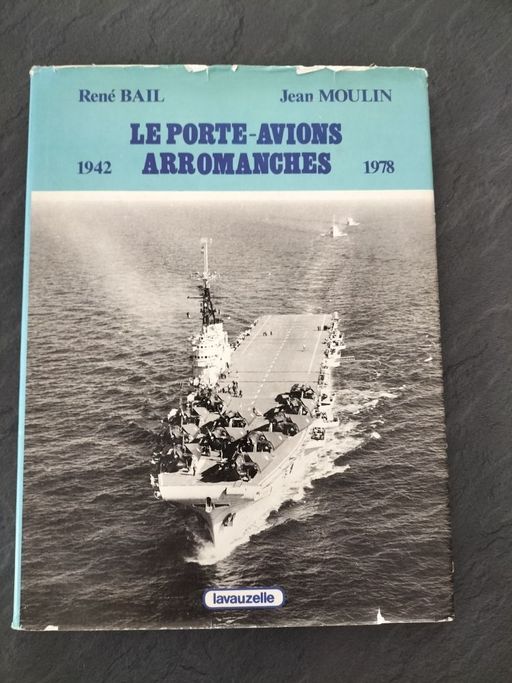 René BAIL Jean MOULIN
LE PORTE-AVIONS
1942 ARROMANCHES 1978
lavauzelle